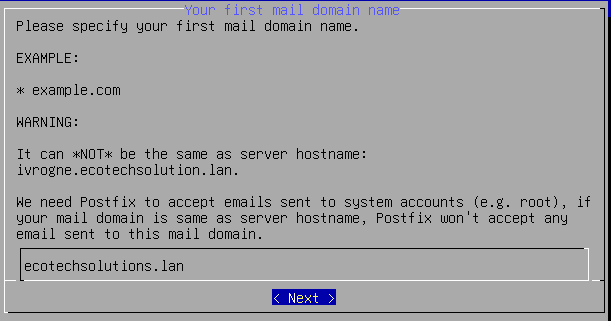 Your first mail domain name
Please specify your first mail domain name.
EXAMPLE:
* example.com
WARNING:
It can *NOT* be the same as server hostname:
ivrogne.ecotechsolution.lan.
We need Postfix to accept emails sent to system accounts (e.g. root), if
your mail domain is same as server hostname, Postfix won't accept any
email sent to this mail domain.
ecotechsolutions.lan
< Next >